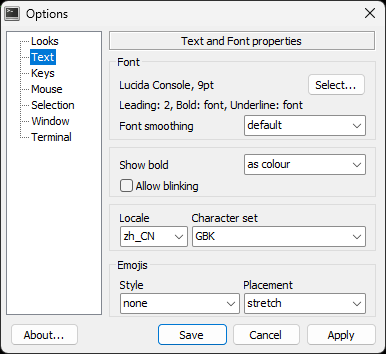 Options
Looks
Text
Keys
Mouse
Selection
Window
Terminal
Text and Font properties
Font
Lucida Console, 9pt
Select...
Leading: 2, Bold: font, Underline: font
Font smoothing
default
Show bold
as colour
Allow blinking
Locale
Character set
zh_CN
GBK
Emojis
Style
Placement
none
stretch
About...
Save
Cancel
Apply